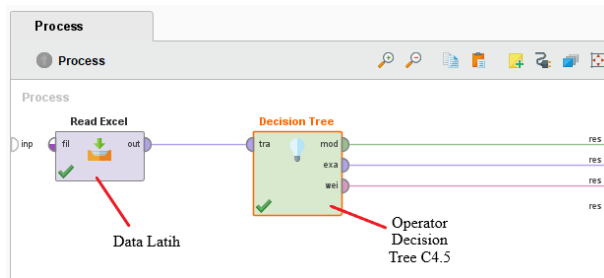 Process
Process
Process
Read Excel
Decision Tree
inp
fil
out
tra
mod
exa
wei
res
res
res
res
Data Latih
Operator
Decision
Tree C4.5